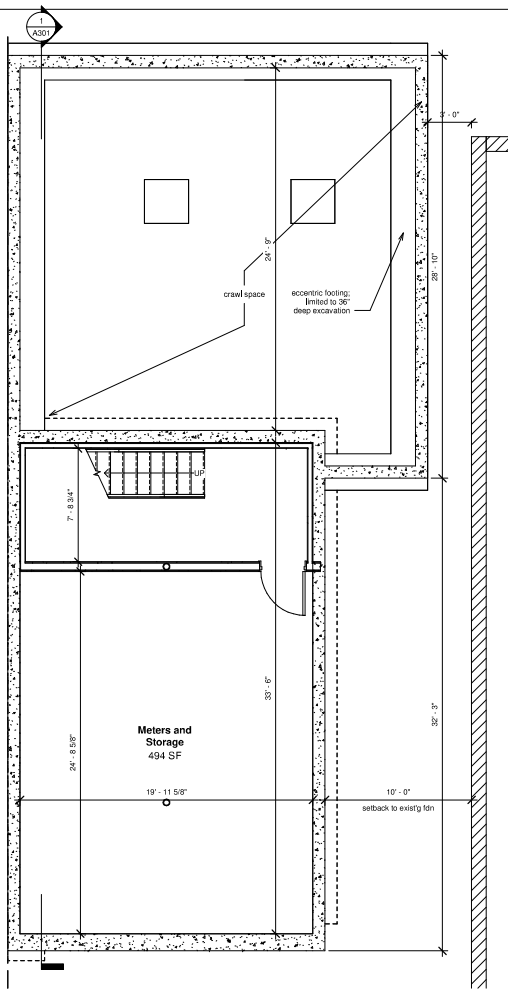 1
A301
3' - 0"
24' - 9"
28' - 10"
crawl space
eccentric footing;
limited to 36"
deep excavation
UP
7' - 8 3/4"
33' - 6"
32' - 3"
24' - 8 5/8"
Meters and
Storage
494 SF
19' - 11 5/8"
10' - 0"
setback to exist'g fdn